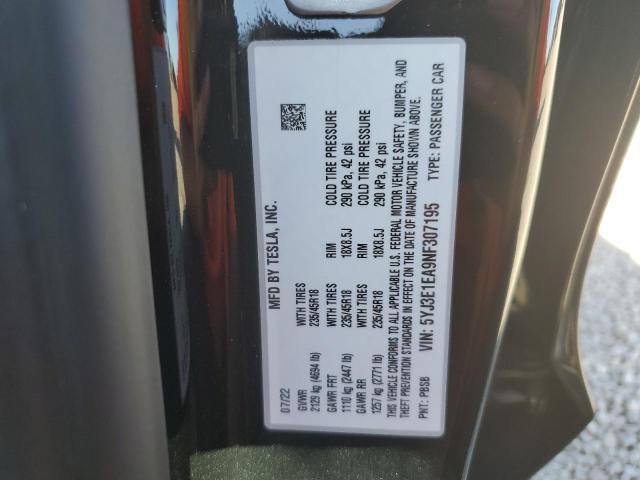 MFD BY TESLA, INC.
07/22
GVWR WITH TIRES RIM COLD TIRE PRESSURE
2129 kg (4694 lb) 235/45R18 18X8.5J 290 kPa, 42 psi
GAWR FRT WITH TIRES RIM COLD TIRE PRESSURE
1110 kg (2447 lb) 235/45R18 18X8.5J 290 kPa, 42 psi
GAWR RR WITH TIRES
1257 kg (2771 lb) 235/45R18
THIS VEHICLE CONFORMS TO ALL APPLICABLE U.S. FEDERAL MOTOR VEHICLE SAFETY, BUMPER, AND
THEFT PREVENTION STANDARDS IN EFFECT ON THE DATE OF MANUFACTURE SHOWN ABOVE.
PNT: PBSB VIN: 5YJ3E1EA9NF307195 TYPE: PASSENGER CAR